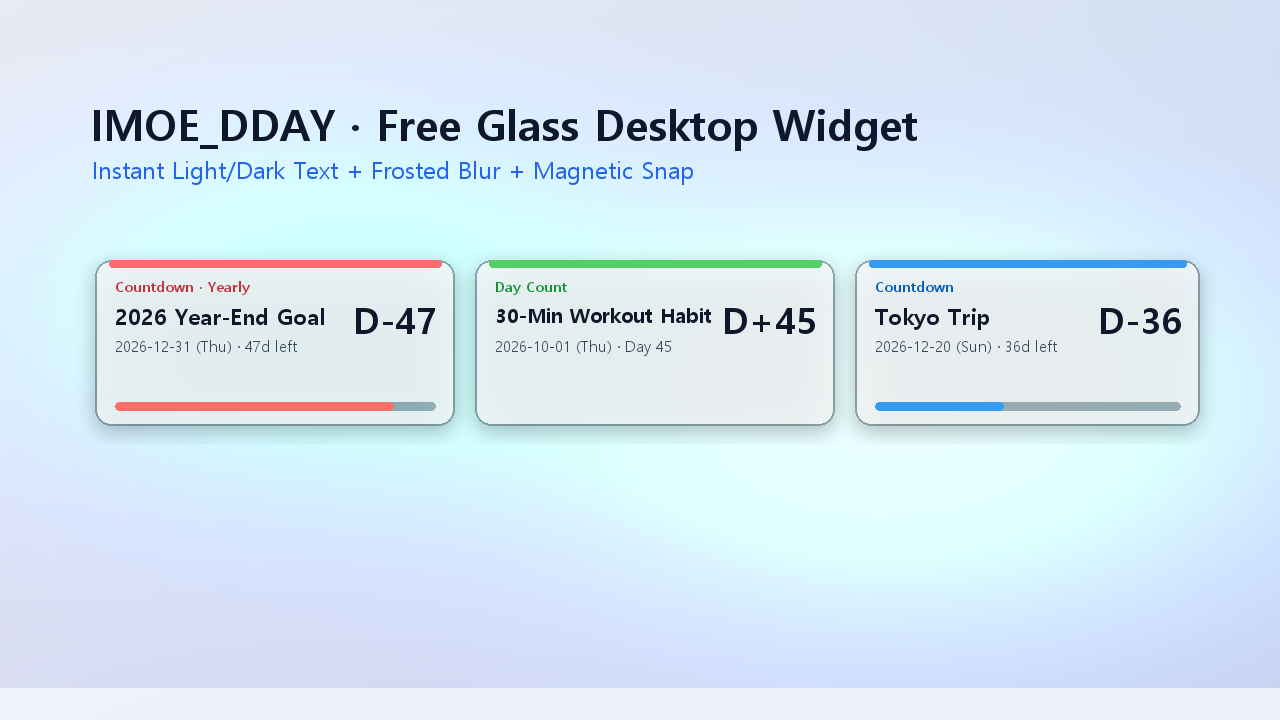 IMOE_DDAY · Free Glass Desktop Widget
Instant Light/Dark Text + Frosted Blur + Magnetic Snap
Countdown · Yearly
2026 Year-End Goal
D-47
2026-12-31 (Thu) · 47d left
Day Count
30-Min Workout Habit
D+45
2026-10-01 (Thu) · Day 45
Countdown
Tokyo Trip
D-36
2026-12-20 (Sun) · 36d left